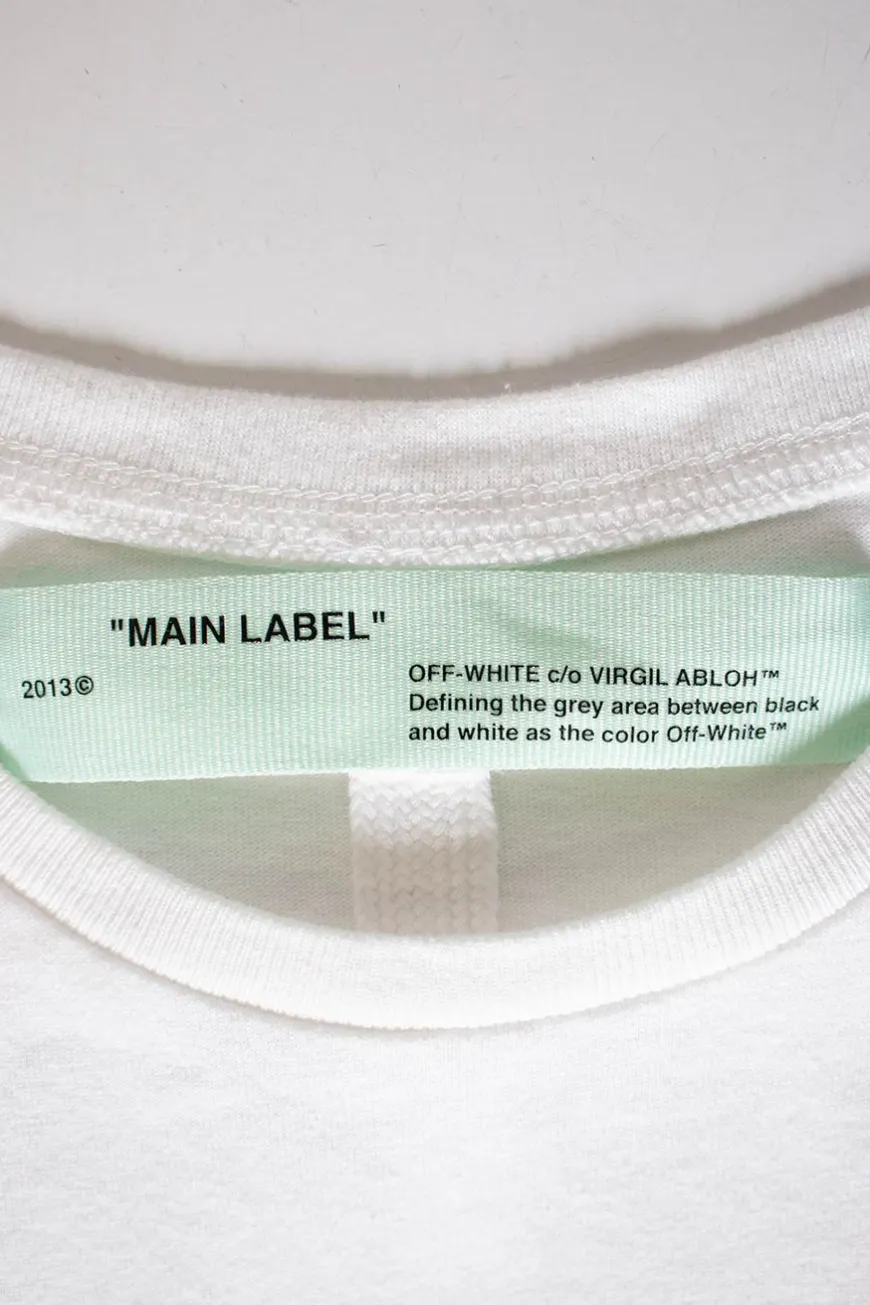 "MAIN LABEL"
2013©
OFF-WHITE c/o VIRGIL ABLOH™
Defining the grey area between black
and white as the color Off-White™